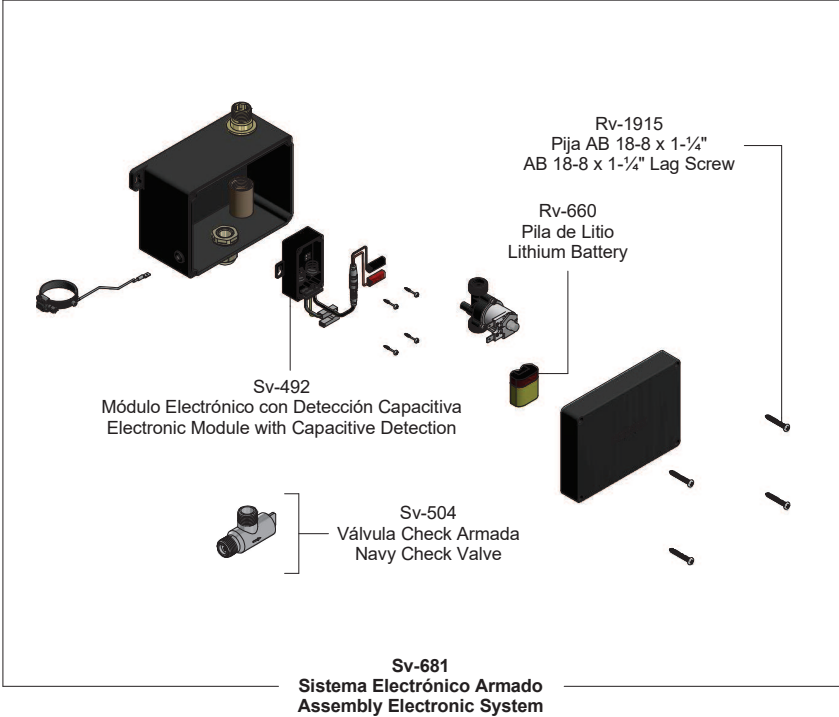 Rv-1915
Pija AB 18-8 x 1-¼"
AB 18-8 x 1-¼" Lag Screw
Rv-660
Pila de Litio
Lithium Battery
Sv-492
Módulo Electrónico con Detección Capacitiva
Electronic Module with Capacitive Detection
Sv-504
Válvula Check Armada
Navy Check Valve
Sv-681
Sistema Electrónico Armado
Assembly Electronic System